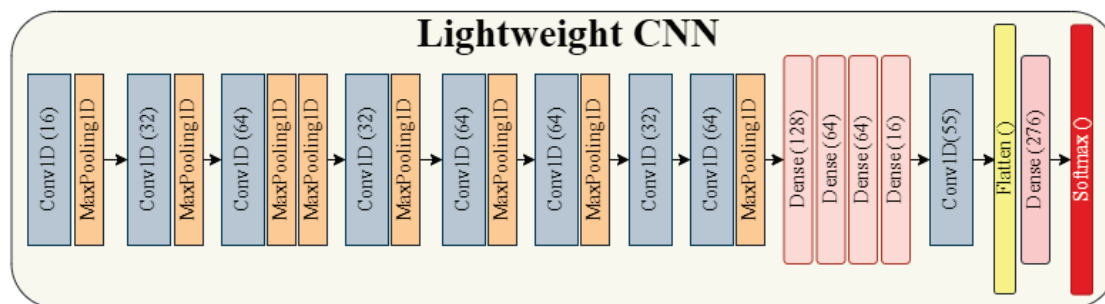 Lightweight CNN
Conv1D (16)
MaxPooling1D
Conv1D (32)
MaxPooling1D
Conv1D (64)
MaxPooling1D
MaxPooling1D
Conv1D (32)
MaxPooling1D
Conv1D (64)
MaxPooling1D
Conv1D (64)
MaxPooling1D
Conv1D (32)
Conv1D (64)
MaxPooling1D
Dense(128)
Dense(64)
Dense(64)
Dense(16)
Conv1D(55)
Flatten ()
Dense(276)
Softmax ()